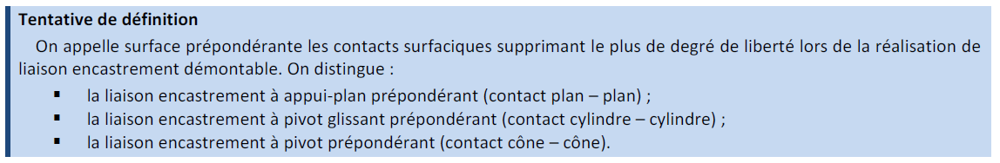 Tentative de définition
On appelle surface prépondérante les contacts surfaciques supprimant le plus de degré de liberté lors de la réalisation de
liaison encastrement démontable. On distingue :
▪ la liaison encastrement à appui-plan prépondérant (contact plan – plan) ;
▪ la liaison encastrement à pivot glissant prépondérant (contact cylindre – cylindre) ;
▪ la liaison encastrement à pivot prépondérant (contact cône – cône).